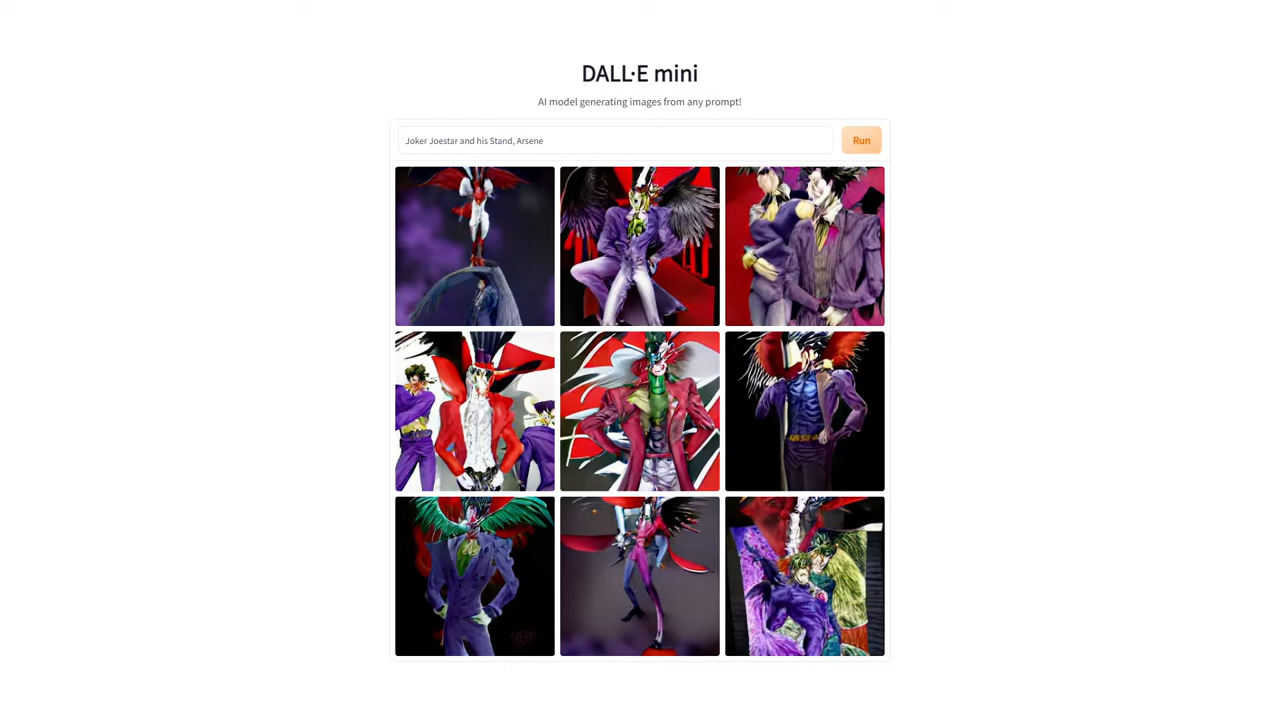 DALL·E mini
AI model generating images from any prompt!
Joker Joestar and his Stand, Arsene
Run